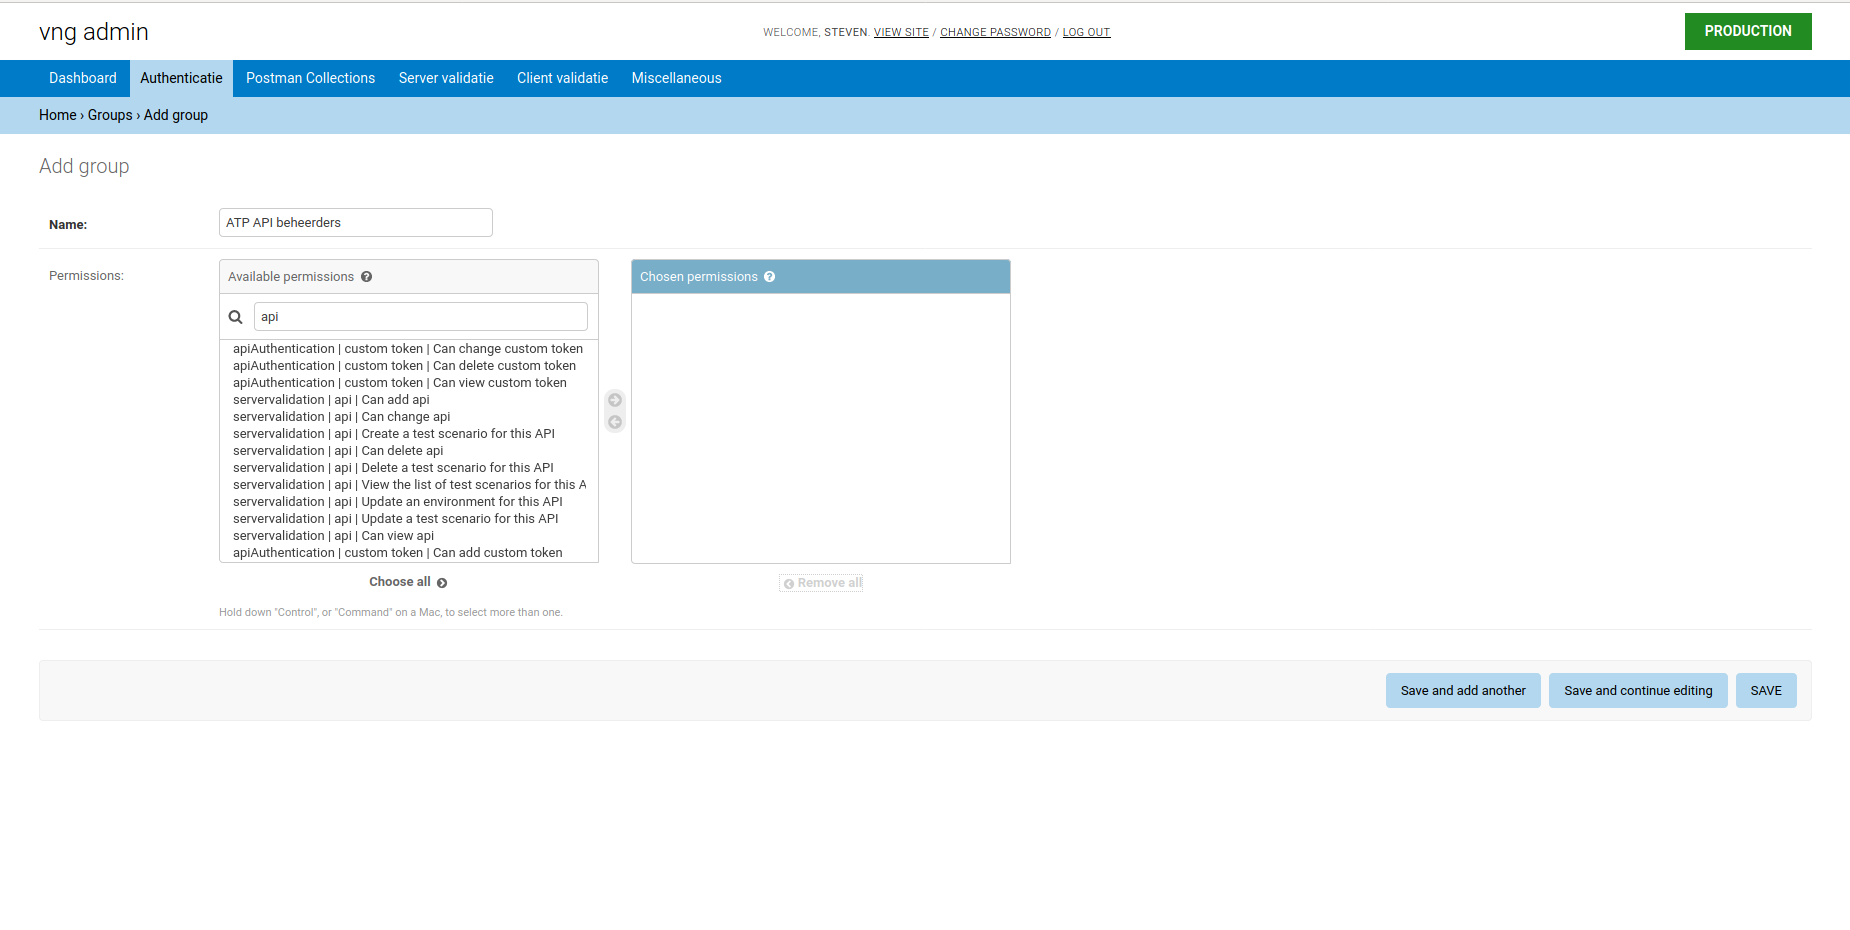 vng admin
WELCOME, STEVEN. VIEW SITE / CHANGE PASSWORD / LOG OUT
PRODUCTION
Dashboard Authenticatie Postman Collections Server validatie Client validatie Miscellaneous
Home › Groups › Add group
Add group
Name:
ATP API beheerders
Permissions:
Available permissions
api
apiAuthentication | custom token | Can change custom token
apiAuthentication | custom token | Can delete custom token
apiAuthentication | custom token | Can view custom token
servervalidation | api | Can add api
servervalidation | api | Can change api
servervalidation | api | Create a test scenario for this API
servervalidation | api | Can delete api
servervalidation | api | Delete a test scenario for this API
servervalidation | api | View the list of test scenarios for this A
servervalidation | api | Update an environment for this API
servervalidation | api | Update a test scenario for this API
servervalidation | api | Can view api
apiAuthentication | custom token | Can add custom token
Choose all
Chosen permissions
Remove all
Hold down "Control", or "Command" on a Mac, to select more than one.
Save and add another
Save and continue editing
SAVE